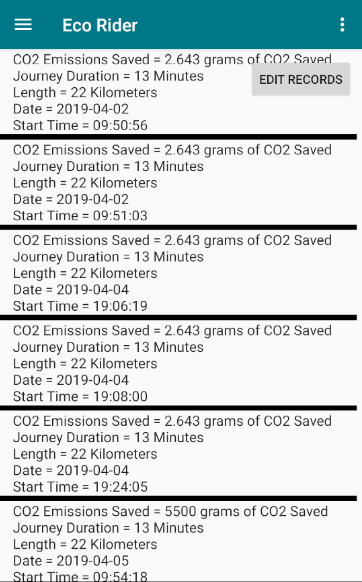 Eco Rider
CO2 Emissions Saved = 2.643 grams of CO2 Saved
Journey Duration = 13 Minutes
EDIT RECORDS
Length = 22 Kilometers
Date = 2019-04-02
Start Time = 09:50:56
CO2 Emissions Saved = 2.643 grams of CO2 Saved
Journey Duration = 13 Minutes
Length = 22 Kilometers
Date = 2019-04-02
Start Time = 09:51:03
CO2 Emissions Saved = 2.643 grams of CO2 Saved
Journey Duration = 13 Minutes
Length = 22 Kilometers
Date = 2019-04-04
Start Time = 19:06:19
CO2 Emissions Saved = 2.643 grams of CO2 Saved
Journey Duration = 13 Minutes
Length = 22 Kilometers
Date = 2019-04-04
Start Time = 19:08:00
CO2 Emissions Saved = 2.643 grams of CO2 Saved
Journey Duration = 13 Minutes
Length = 22 Kilometers
Date = 2019-04-04
Start Time = 19:24:05
CO2 Emissions Saved = 5500 grams of CO2 Saved
Journey Duration = 13 Minutes
Length = 22 Kilometers
Date = 2019-04-05
Start Time = 09:54:18